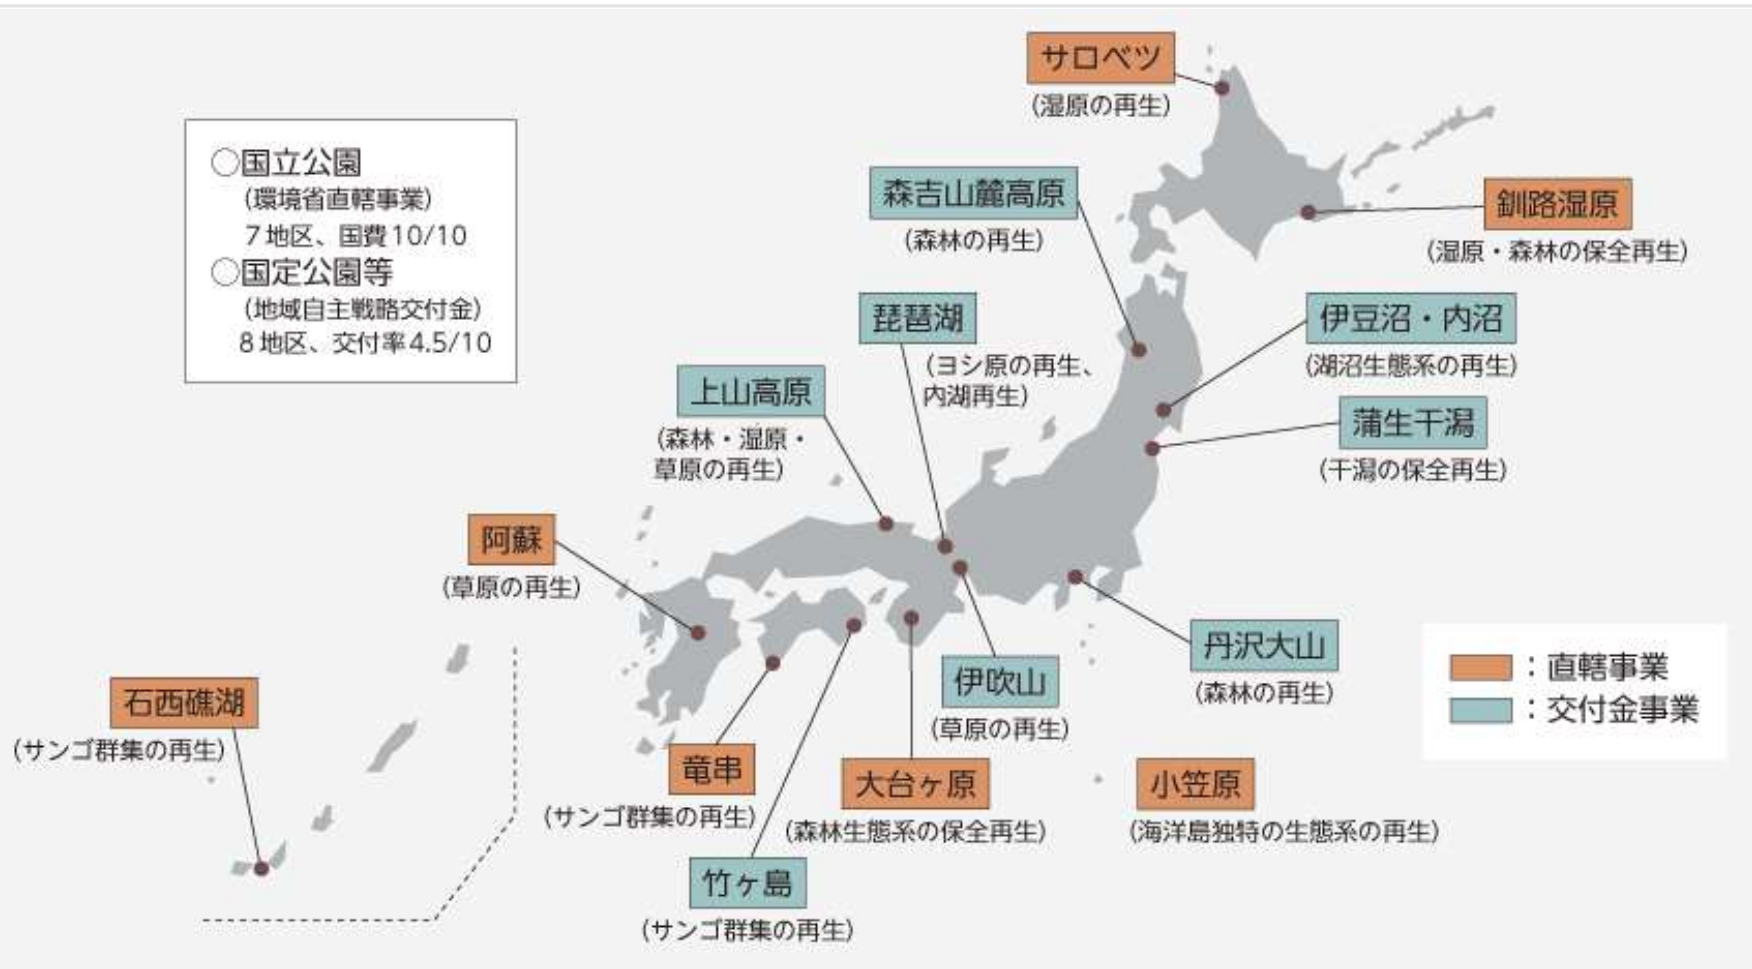 サロベツ
(湿原の再生)
○国立公園
(環境省直轄事業)
７地区、国費10/10
○国定公園等
(地域自主戦略交付金)
８地区、交付率4.5/10
森吉山麓高原
(森林の再生)
釧路湿原
(湿原・森林の保全再生)
琵琶湖
(ヨシ原の再生、
内湖再生)
伊豆沼・内沼
(湖沼生態系の再生)
上山高原
(森林・湿原・
草原の再生)
蒲生干潟
(干潟の保全再生)
阿蘇
(草原の再生)
丹沢大山
(森林の再生)
伊吹山
(草原の再生)
：直轄事業
：交付金事業
石西礁湖
(サンゴ群集の再生)
竜串
(サンゴ群集の再生)
大台ヶ原
(森林生態系の保全再生)
小笠原
(海洋島独特の生態系の再生)
竹ヶ島
(サンゴ群集の再生)